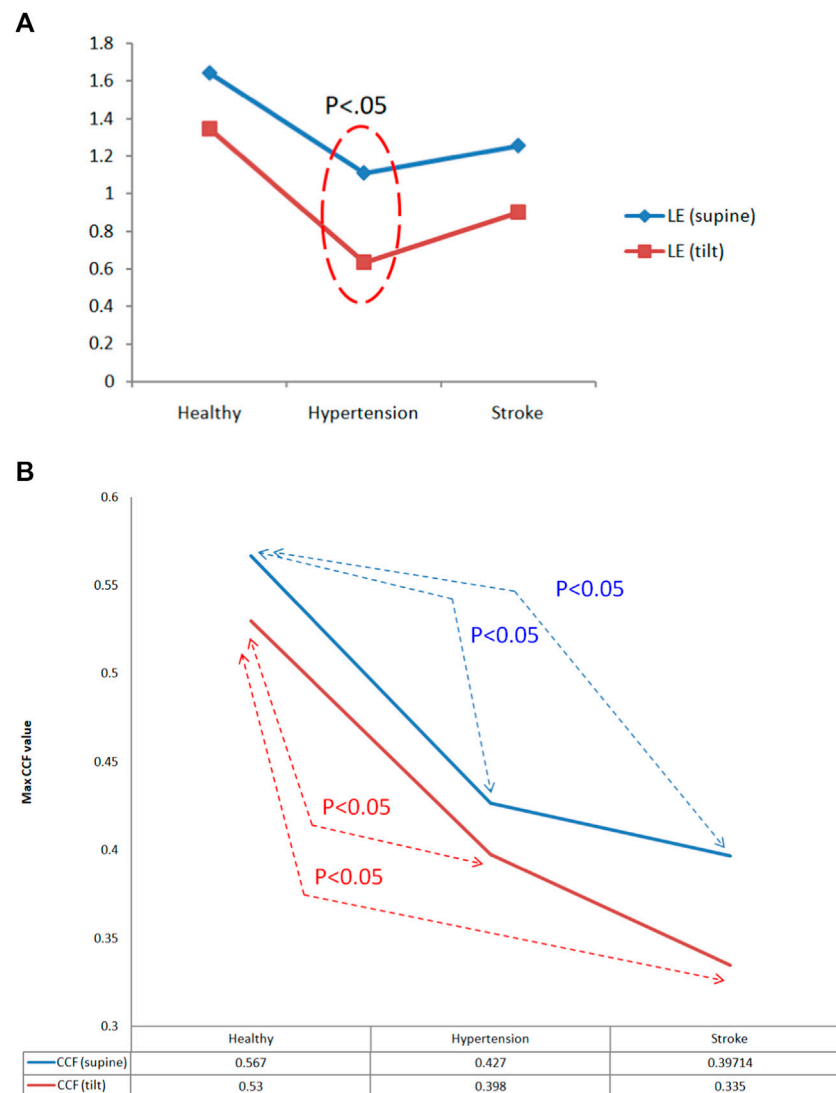 A
1.8
1.6
1.4
1.2
1
0.8
0.6
0.4
0.2
0
P<.05
Healthy Hypertension Stroke
LE (supine)
LE (tilt)
B
Max CCF value
0.6
0.55
0.5
0.45
0.4
0.35
0.3
P<0.05
P<0.05
P<0.05
P<0.05
Healthy Hypertension Stroke
CCF (supine) 0.567 0.427 0.39714
CCF (tilt) 0.53 0.398 0.335